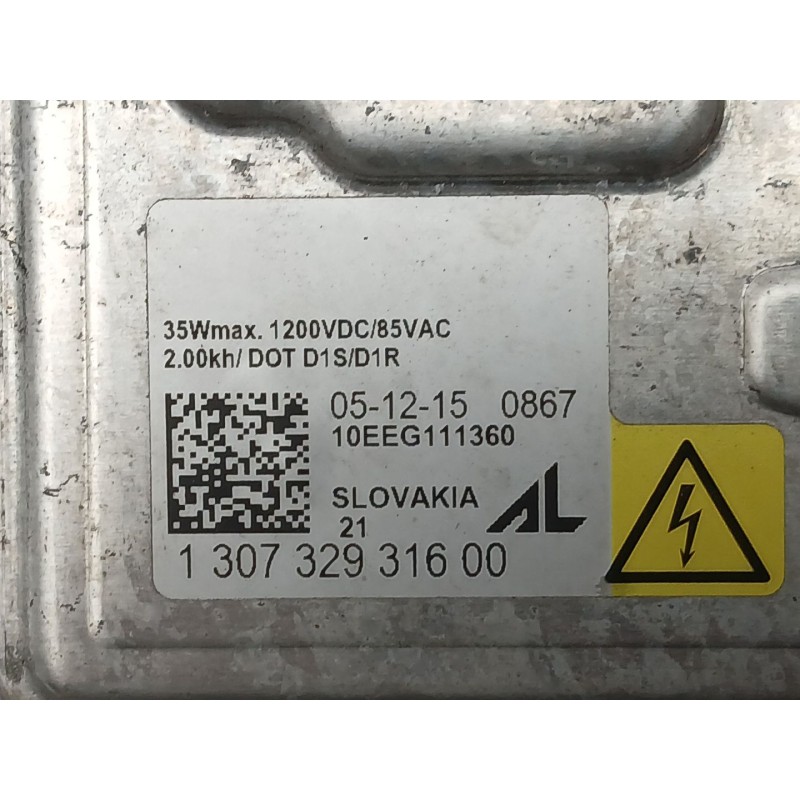 35Wmax. 1200VDC/85VAC
2.00kh/ DOT D1S/D1R
05-12-15 0867
10EEG111360
SLOVAKIA AL
21
1 307 329 316 00